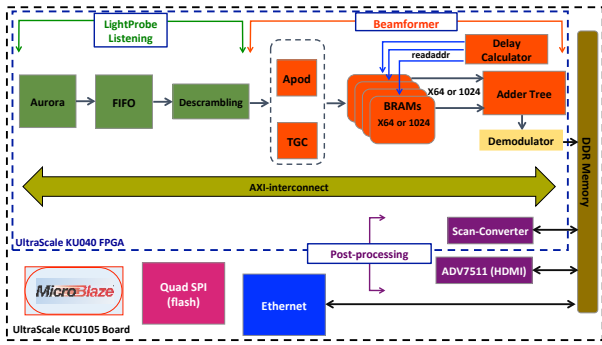 LightProbe
Listening
Beamformer
Delay
Calculator
readaddr
Aurora
FIFO
Descrambling
Apod
TGC
BRAMs
X64 or 1024
X64 or 1024
Adder Tree
Demodulator
DDR Memory
AXI-interconnect
UltraScale KU040 FPGA
Scan-Converter
Post-processing
ADV7511 (HDMI)
MicroBlaze
Quad SPI
(flash)
Ethernet
UltraScale KCU105 Board